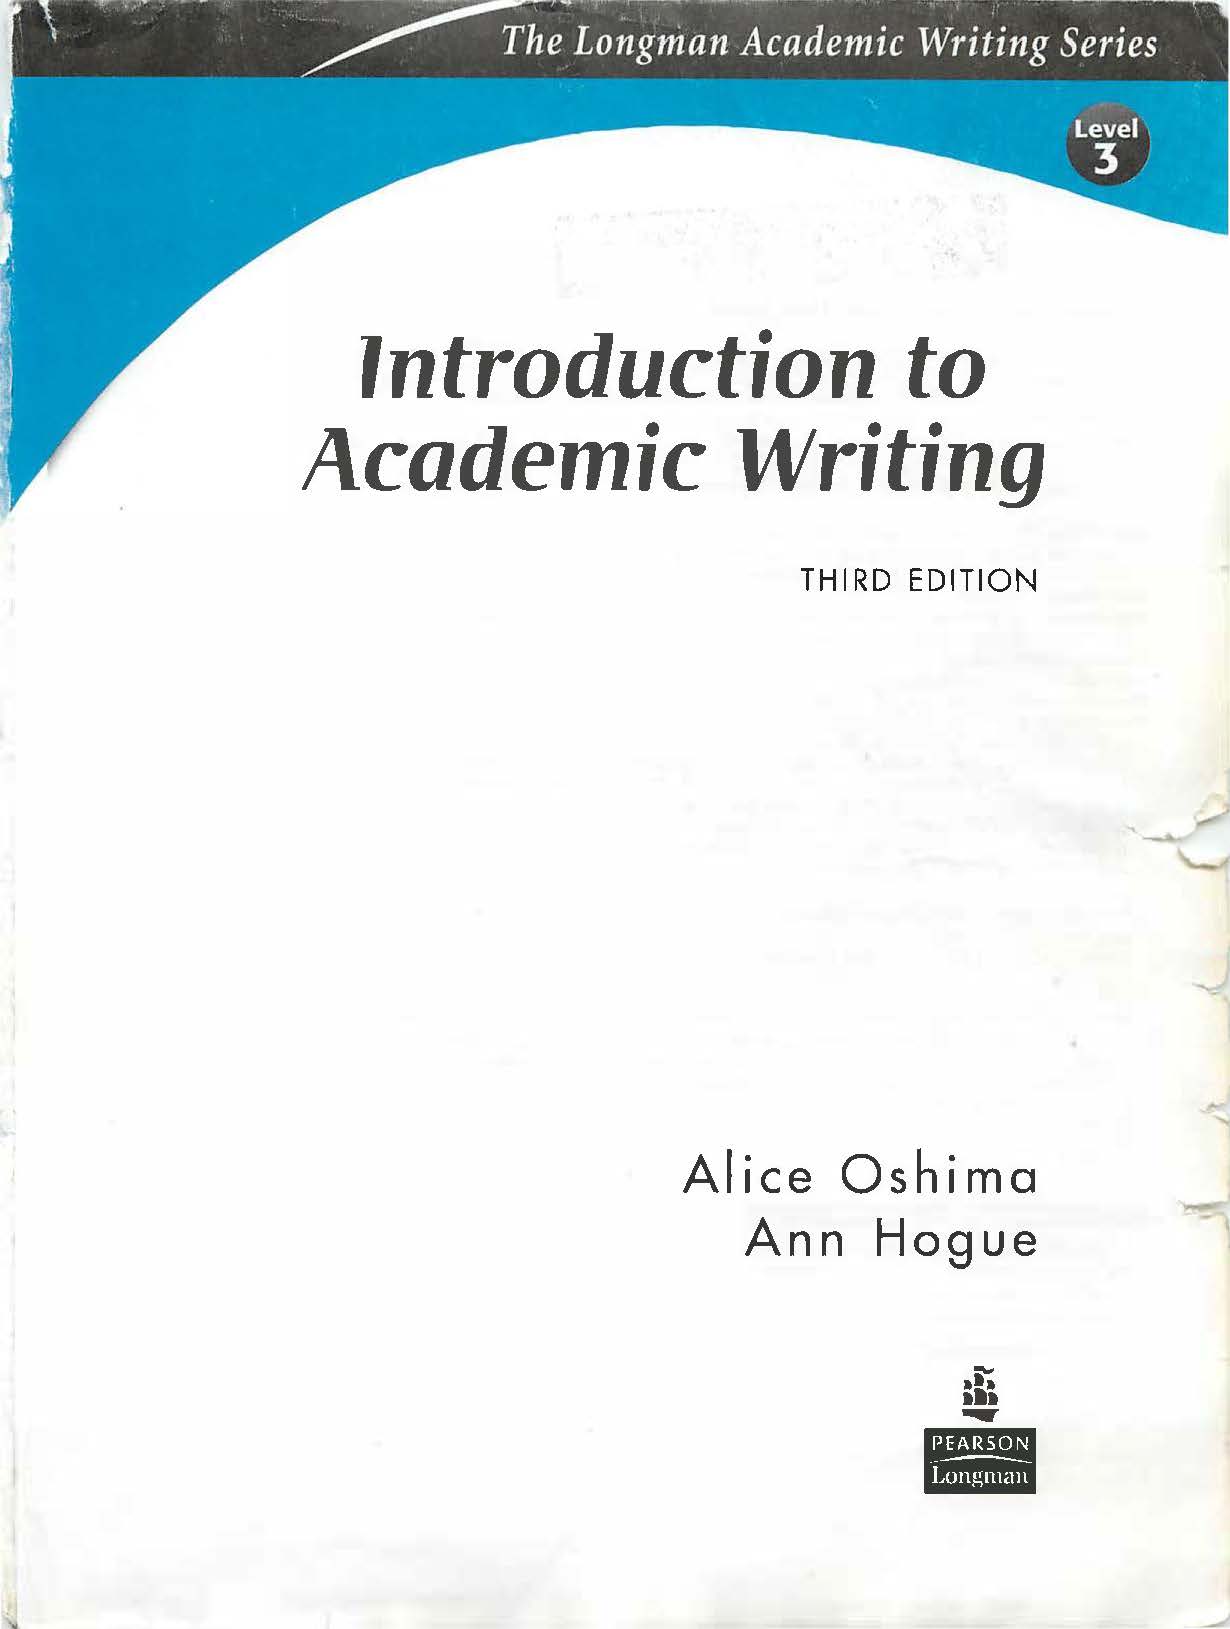 The Longman Academic Writing Series
Level
3
Introduction to
Academic Writing
THIRD EDITION
Alice Oshima
Ann Hogue
PEARSON
Longman